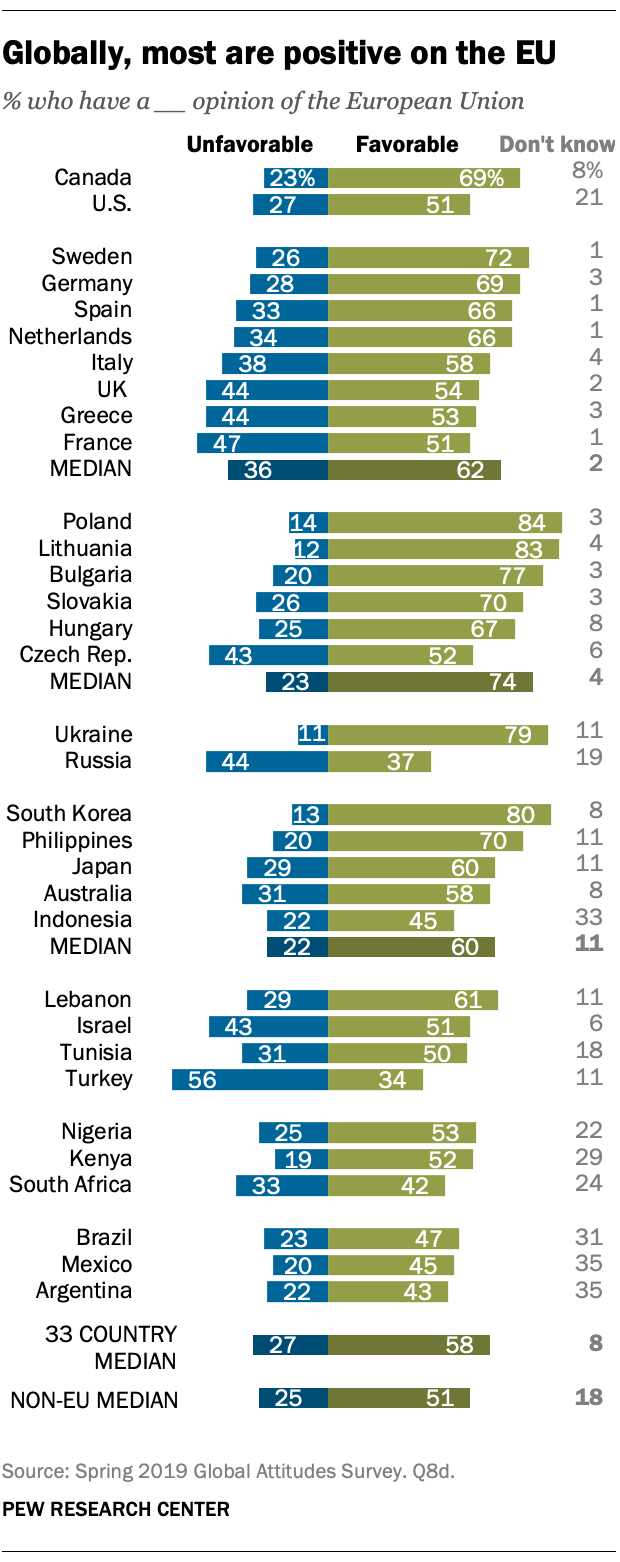 Globally, most are positive on the EU
% who have a __ opinion of the European Union
Unfavorable Favorable Don't know
Canada 23% 69% 8%
U.S. 27 51 21
Sweden 26 72 1
Germany 28 69 3
Spain 33 66 1
Netherlands 34 66 1
Italy 38 58 4
UK 44 54 2
Greece 44 53 3
France 47 51 1
MEDIAN 36 62 2
Poland 14 84 3
Lithuania 12 83 4
Bulgaria 20 77 3
Slovakia 26 70 3
Hungary 25 67 8
Czech Rep. 43 52 6
MEDIAN 23 74 4
Ukraine 11 79 11
Russia 44 37 19
South Korea 13 80 8
Philippines 20 70 11
Japan 29 60 11
Australia 31 58 8
Indonesia 22 45 33
MEDIAN 22 60 11
Lebanon 29 61 11
Israel 43 51 6
Tunisia 31 50 18
Turkey 56 34 11
Nigeria 25 53 22
Kenya 19 52 29
South Africa 33 42 24
Brazil 23 47 31
Mexico 20 45 35
Argentina 22 43 35
33 COUNTRY
MEDIAN 27 58 8
NON-EU MEDIAN 25 51 18
Source: Spring 2019 Global Attitudes Survey. Q8d.
PEW RESEARCH CENTER